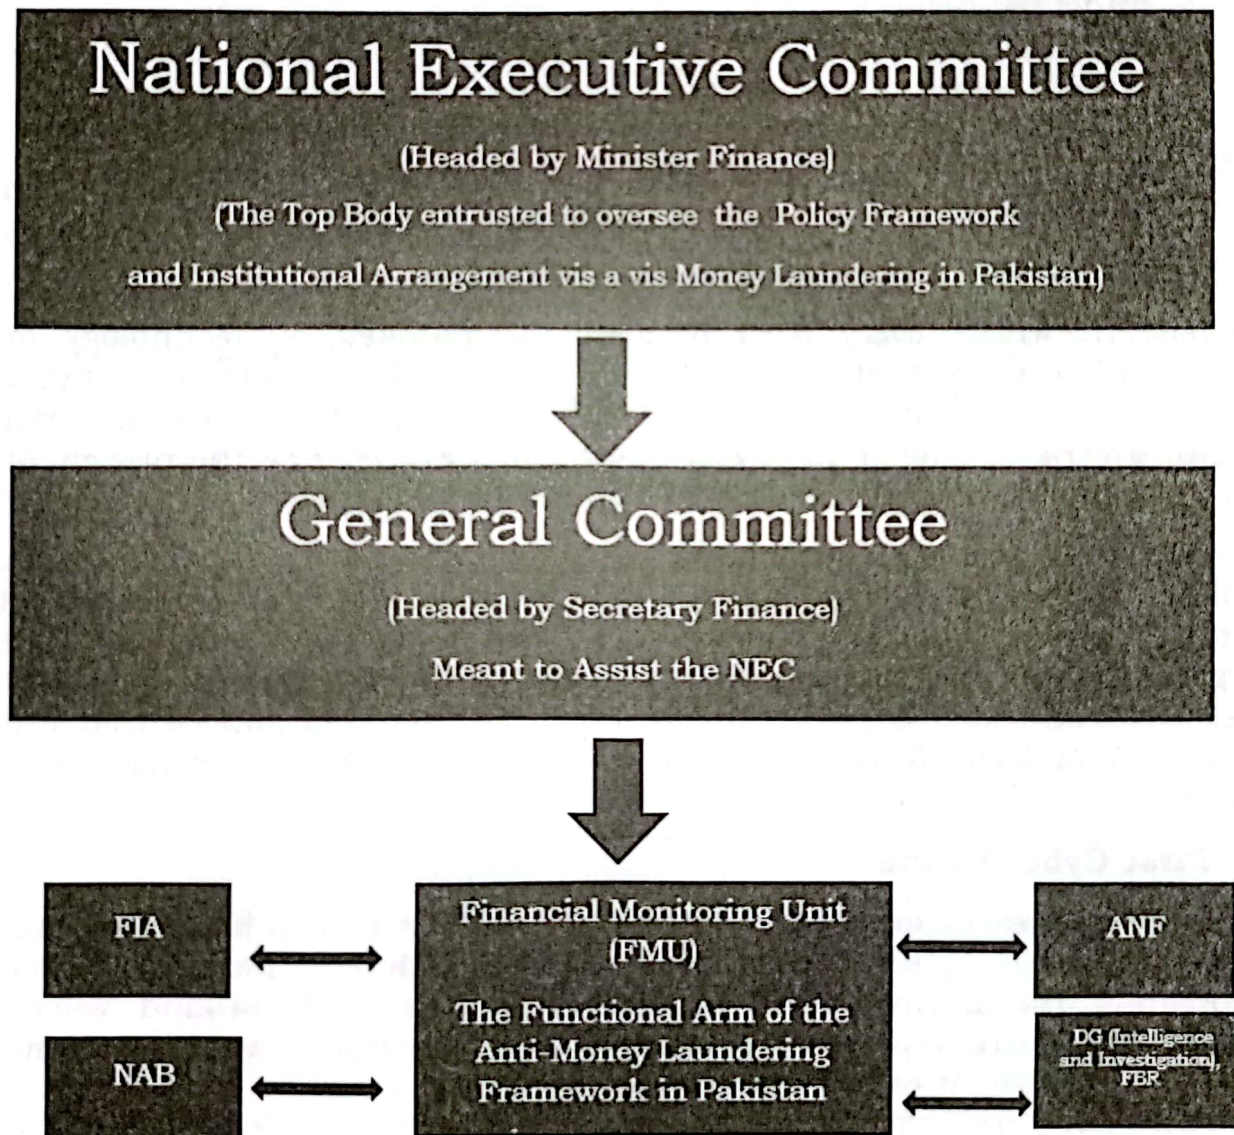 National Executive Committee
(Headed by Minister Finance)
(The Top Body entrusted to oversee the Policy Framework
and Institutional Arrangement vis a vis Money Laundering in Pakistan)
General Committee
(Headed by Secretary Finance)
Meant to Assist the NEC
First Cyber
FIA
NAB
Financial Monitoring Unit
(FMU)
The Functional Arm of the
Anti-Money Laundering
Framework in Pakistan
ANF
DG (Intelligence
and Investigation),
FBR